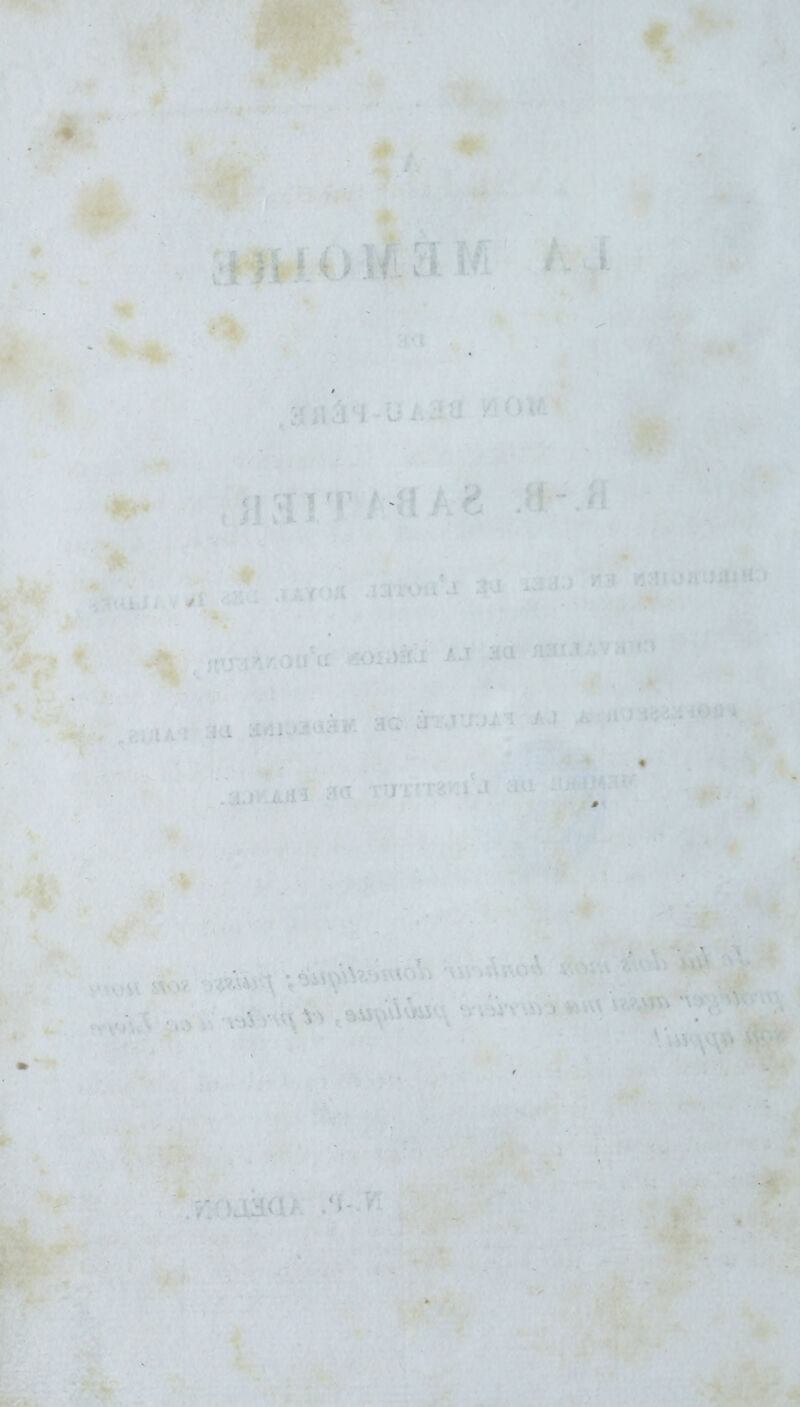 A
LA MÉMOIRE
DE
MON BEAU-PÈRE,
R.-B. SABATIER,
CHIRURGIEN EN CHEF DE L'HOTEL ROYAL DES INVALIDES,
CHEVALIER DE LA LÉGION D'HONNEUR,
PROFESSEUR A LA FACULTÉ DE MÉDECINE DE PARIS,
MEMBRE DE L'INSTITUT DE FRANCE.
Je lui dois mon bonheur domestique; puisse son nom
protéger aussi ma carrière publique, et prêter à ce Livre
son appui!
N.-P. ADELON.